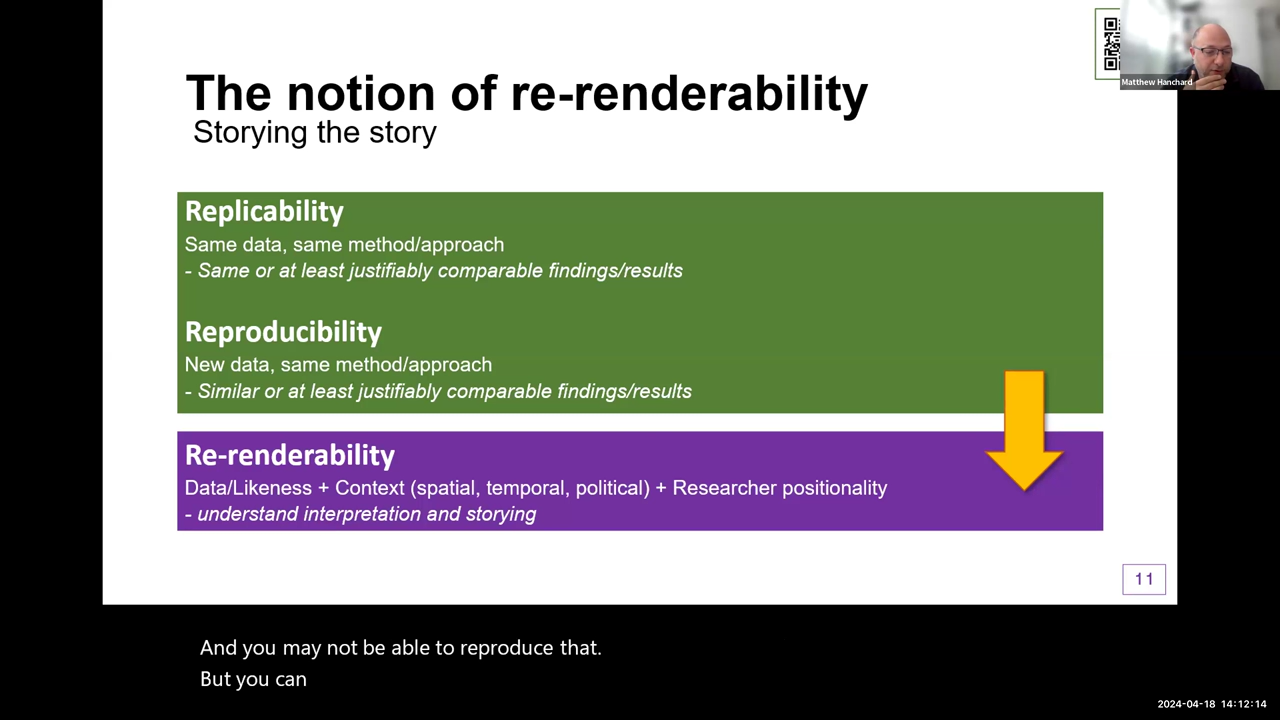 Matthew Hanchard
The notion of re-renderability
Storying the story
Replicability
Same data, same method/approach
- Same or at least justifiably comparable findings/results
Reproducibility
New data, same method/approach
- Similar or at least justifiably comparable findings/results
Re-renderability
Data/Likeness + Context (spatial, temporal, political) + Researcher positionality
- understand interpretation and storying
11
And you may not be able to reproduce that.
But you can
2024-04-18 14:12:14